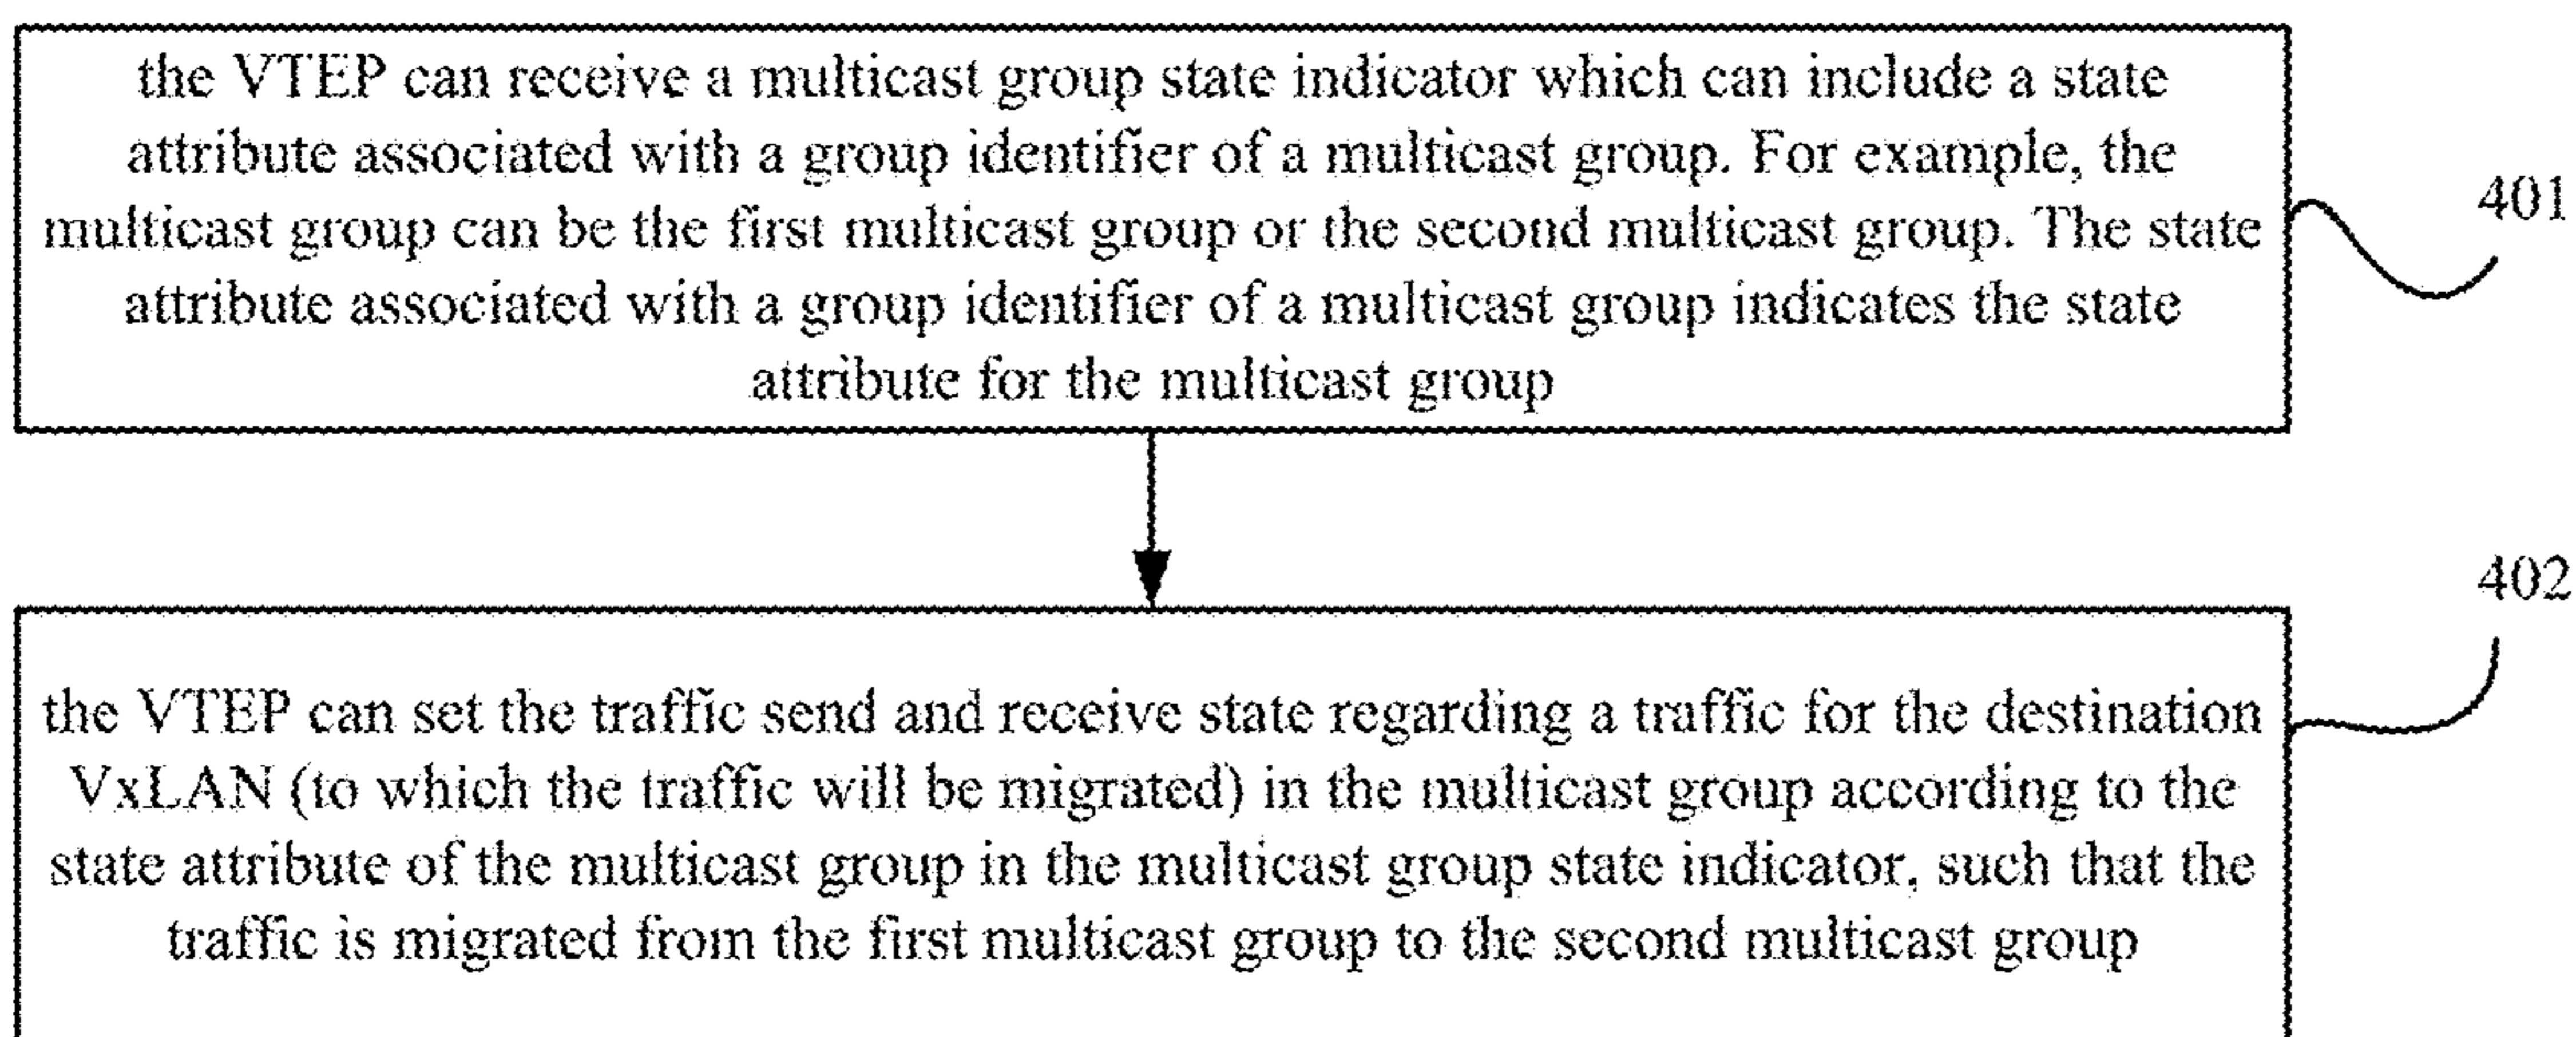 the VTEP can receive a multicast group state indicator which can include a state
attribute associated with a group identifier of a multicast group. For example, the
multicast group can be the first multicast group or the second multicast group. The state
attribute associated with a group identifier of a multicast group indicates the state
attribute for the multicast group
401
402
the VTEP can set the traffic send and receive state regarding a traffic for the destination
VxLAN (to which the traffic will be migrated) in the multicast group according to the
state attribute of the multicast group in the multicast group state indicator, such that the
traffic is migrated from the first multicast group to the second multicast group